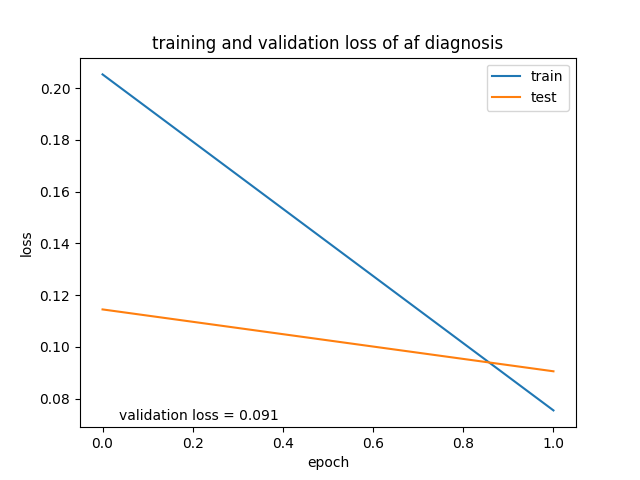 training and validation loss of af diagnosis
train
test
loss
0.20
0.18
0.16
0.14
0.12
0.10
0.08
validation loss = 0.091
0.0 0.2 0.4 0.6 0.8 1.0
epoch